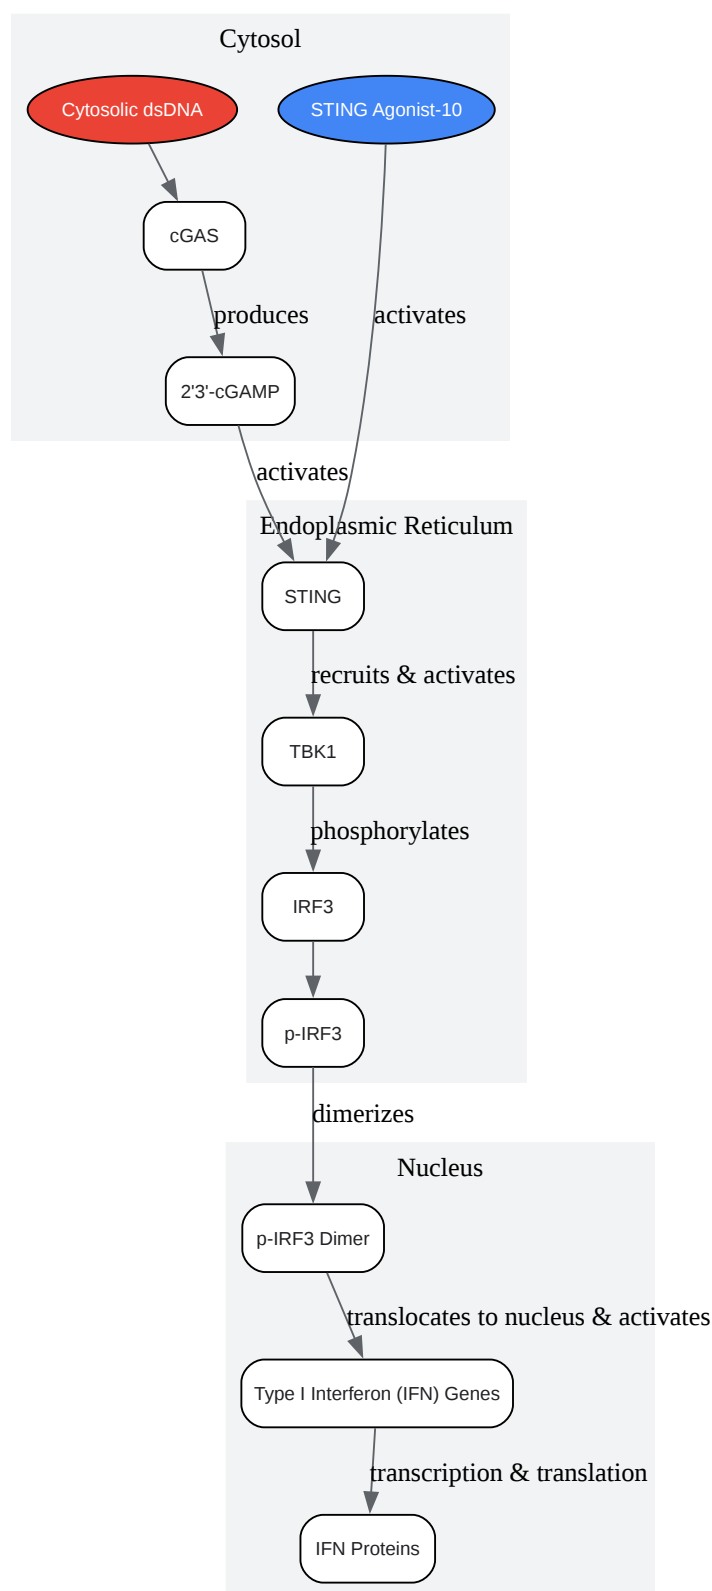 Cytosol
Cytosolic dsDNA
STING Agonist-10
cGAS
produces
activates
2'3'-cGAMP
activates
Endoplasmic Reticulum
STING
recruits & activates
TBK1
phosphorylates
IRF3
p-IRF3
dimerizes
Nucleus
p-IRF3 Dimer
translocates to nucleus & activates
Type I Interferon (IFN) Genes
transcription & translation
IFN Proteins